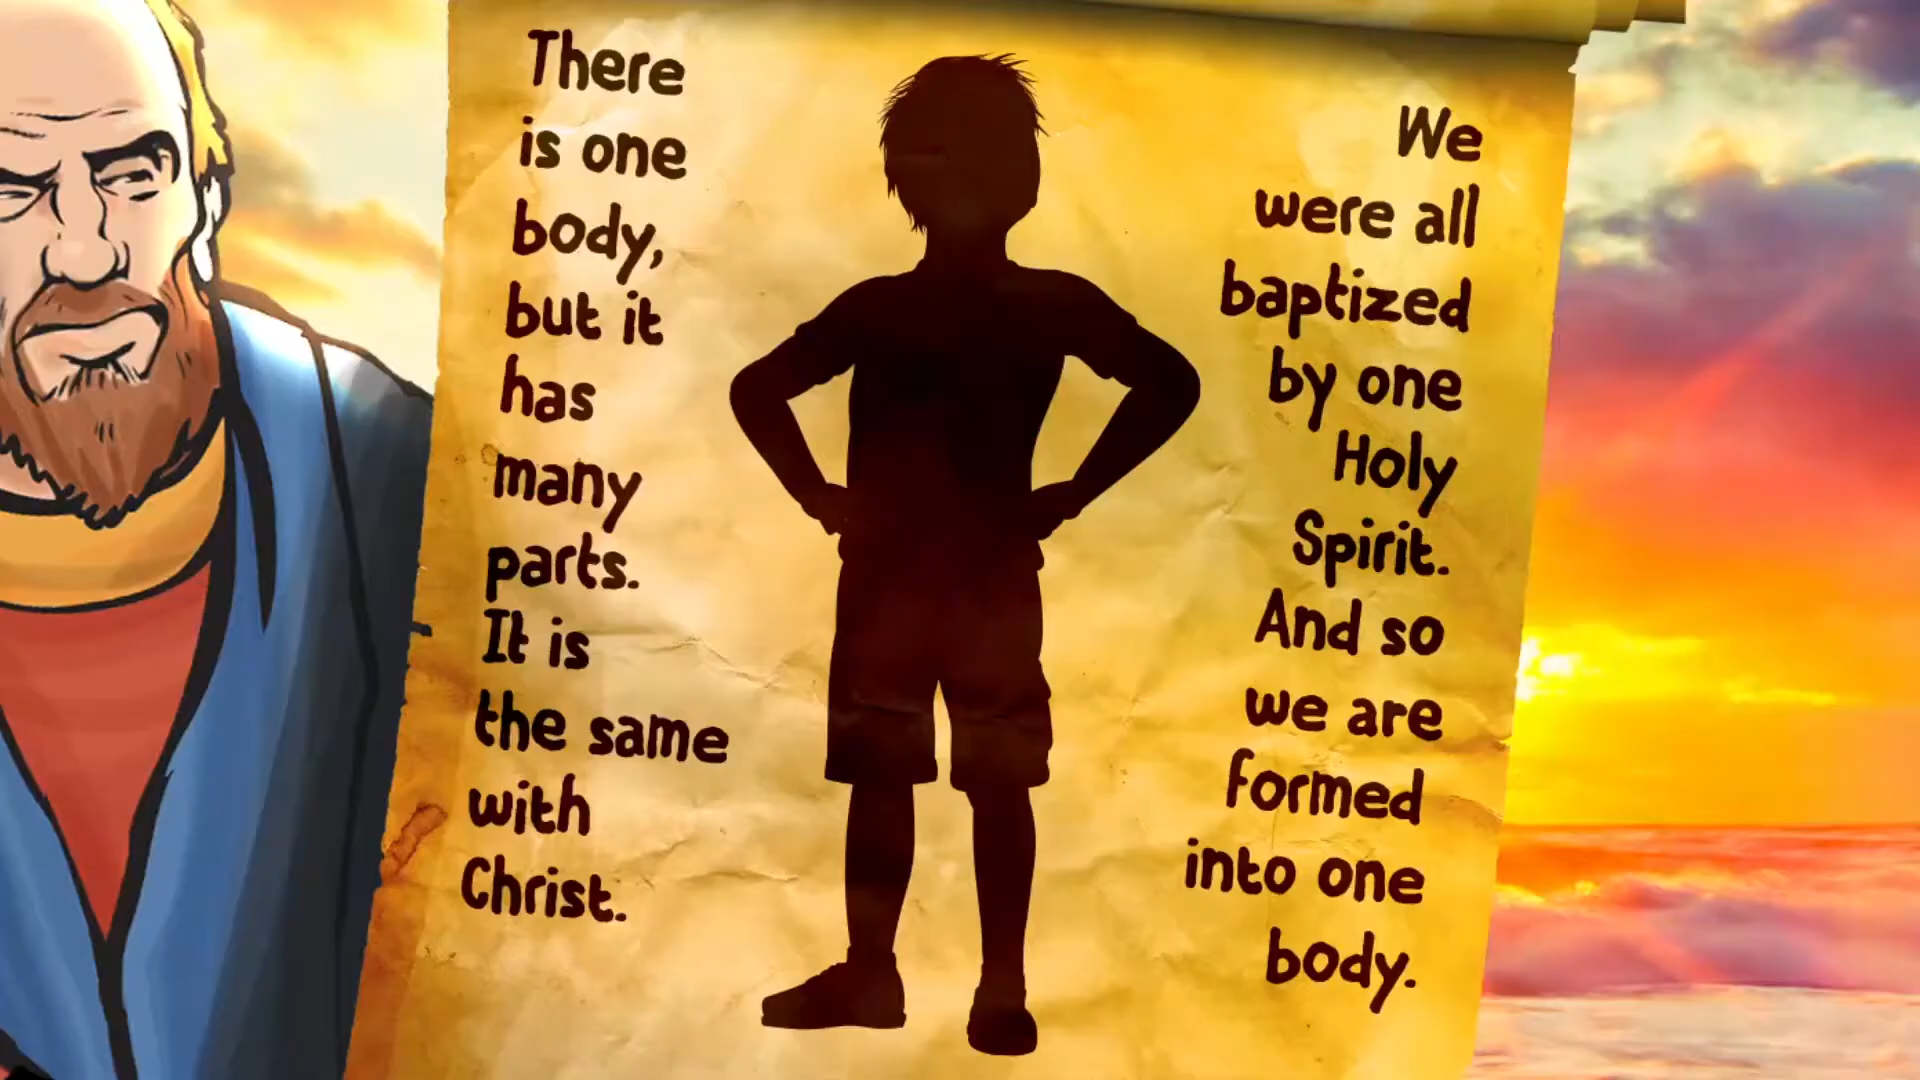 There
is one
body,
but it
has
many
parts.
It is
the same
with
Christ.
We
were all
baptized
by one
Holy
Spirit.
And so
we are
formed
into one
body.